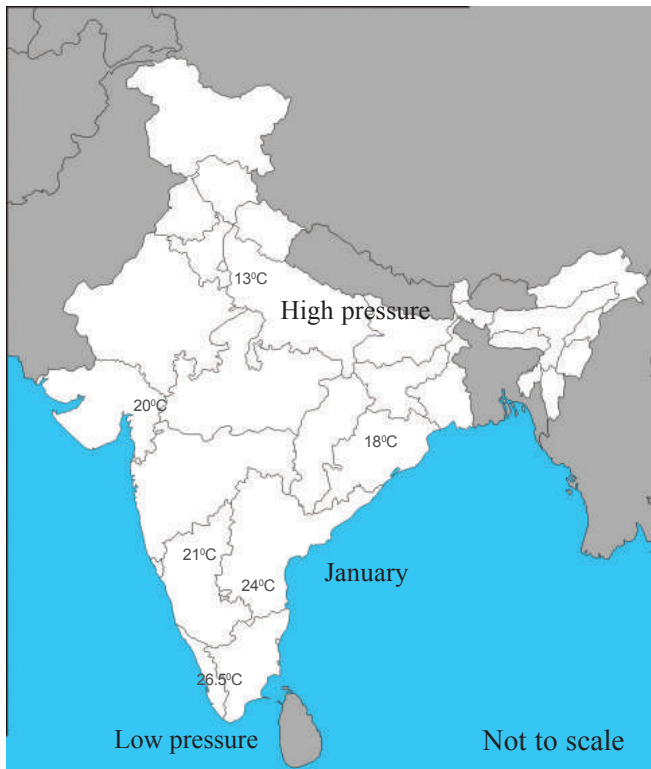 13⁰C
High pressure
20⁰C
18⁰C
21⁰C
January
24⁰C
26.5⁰C
Low pressure
Not to scale